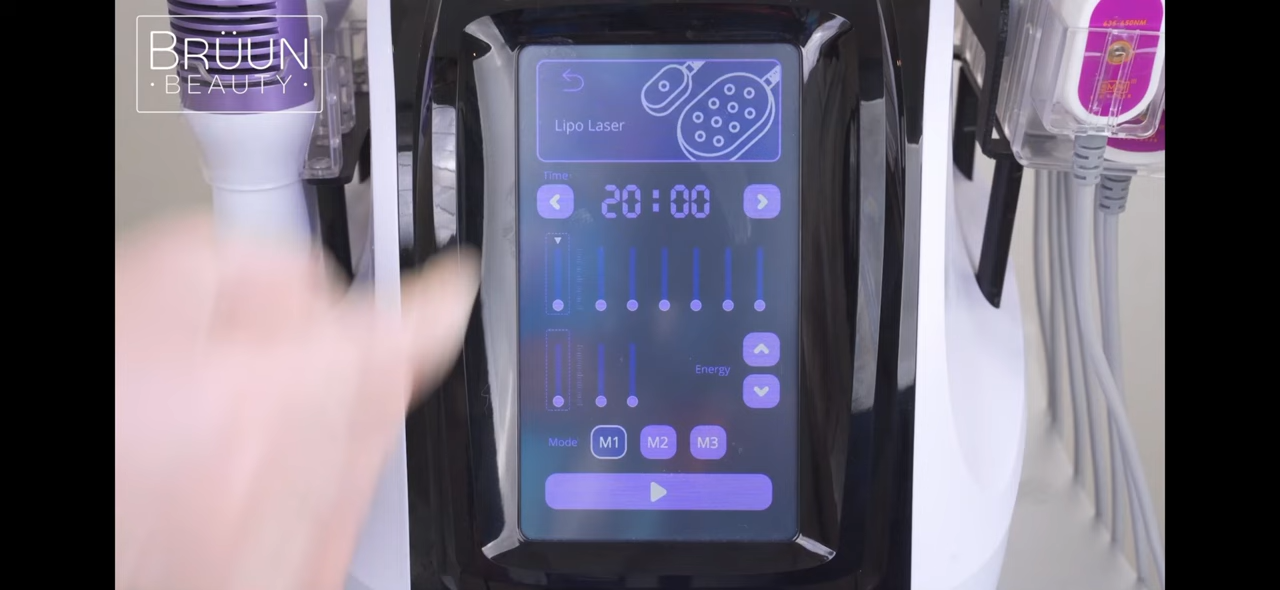 BRÜUN
·BEAUTY·
Lipo Laser
Time:
20:00
Energy
Mode M1 M2 M3